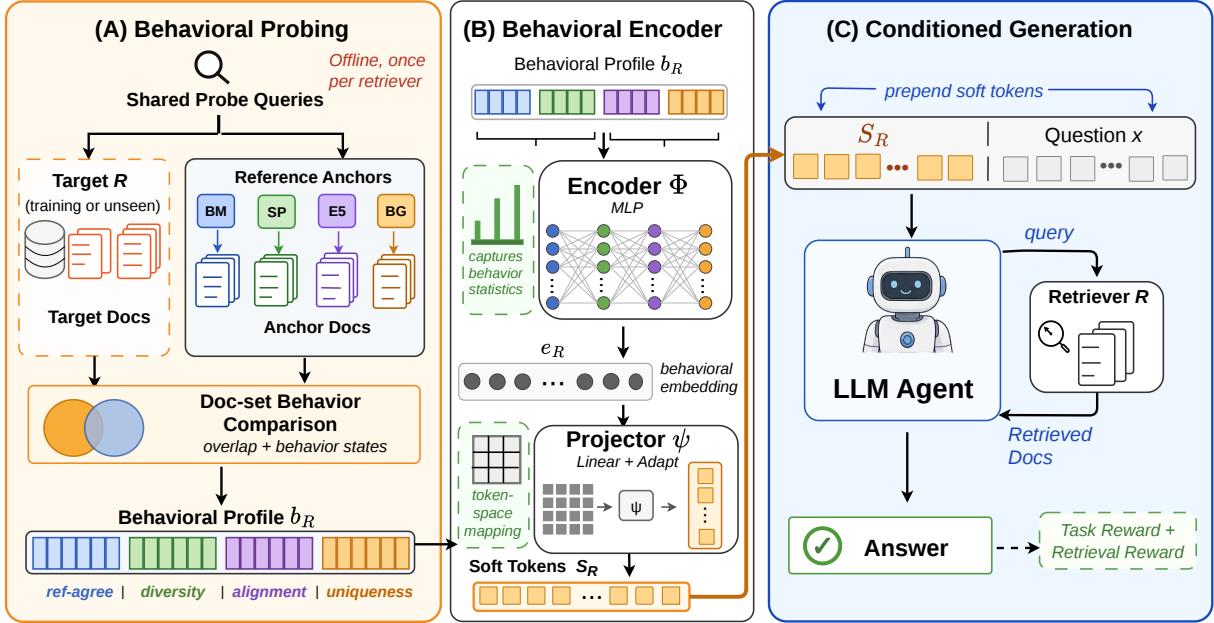 (A) Behavioral Probing
Offline, once
per retriever
Shared Probe Queries
Target R
(training or unseen)
Target Docs
Reference Anchors
BM
SP
E5
BG
Anchor Docs
Doc-set Behavior
Comparison
overlap + behavior states
Behavioral Profile b_R
ref-agree | diversity | alignment | uniqueness
(B) Behavioral Encoder
Behavioral Profile b_R
Encoder Φ
MLP
captures
behavior
statistics
e_R
behavioral
embedding
Projector ψ
Linear + Adapt
token-
space
mapping
ψ
Soft Tokens S_R
(C) Conditioned Generation
prepend soft tokens
S_R | Question x
query
Retriever R
LLM Agent
Retrieved
Docs
Answer
Task Reward +
Retrieval Reward